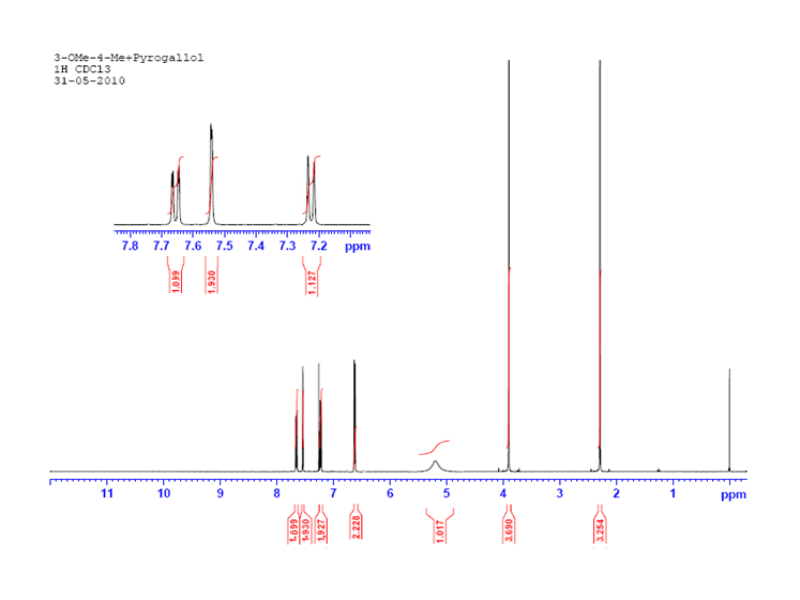 3-OMe-4-Me+Pyrogallol
1H CDCl3
31-05-2010
7.8 7.7 7.6 7.5 7.4 7.3 7.2 ppm
1.099 1.930 1.127
11 10 9 8 7 6 5 4 3 2 1 ppm
1.099 1.930 1.927 2.228 1.017 3.690 3.254